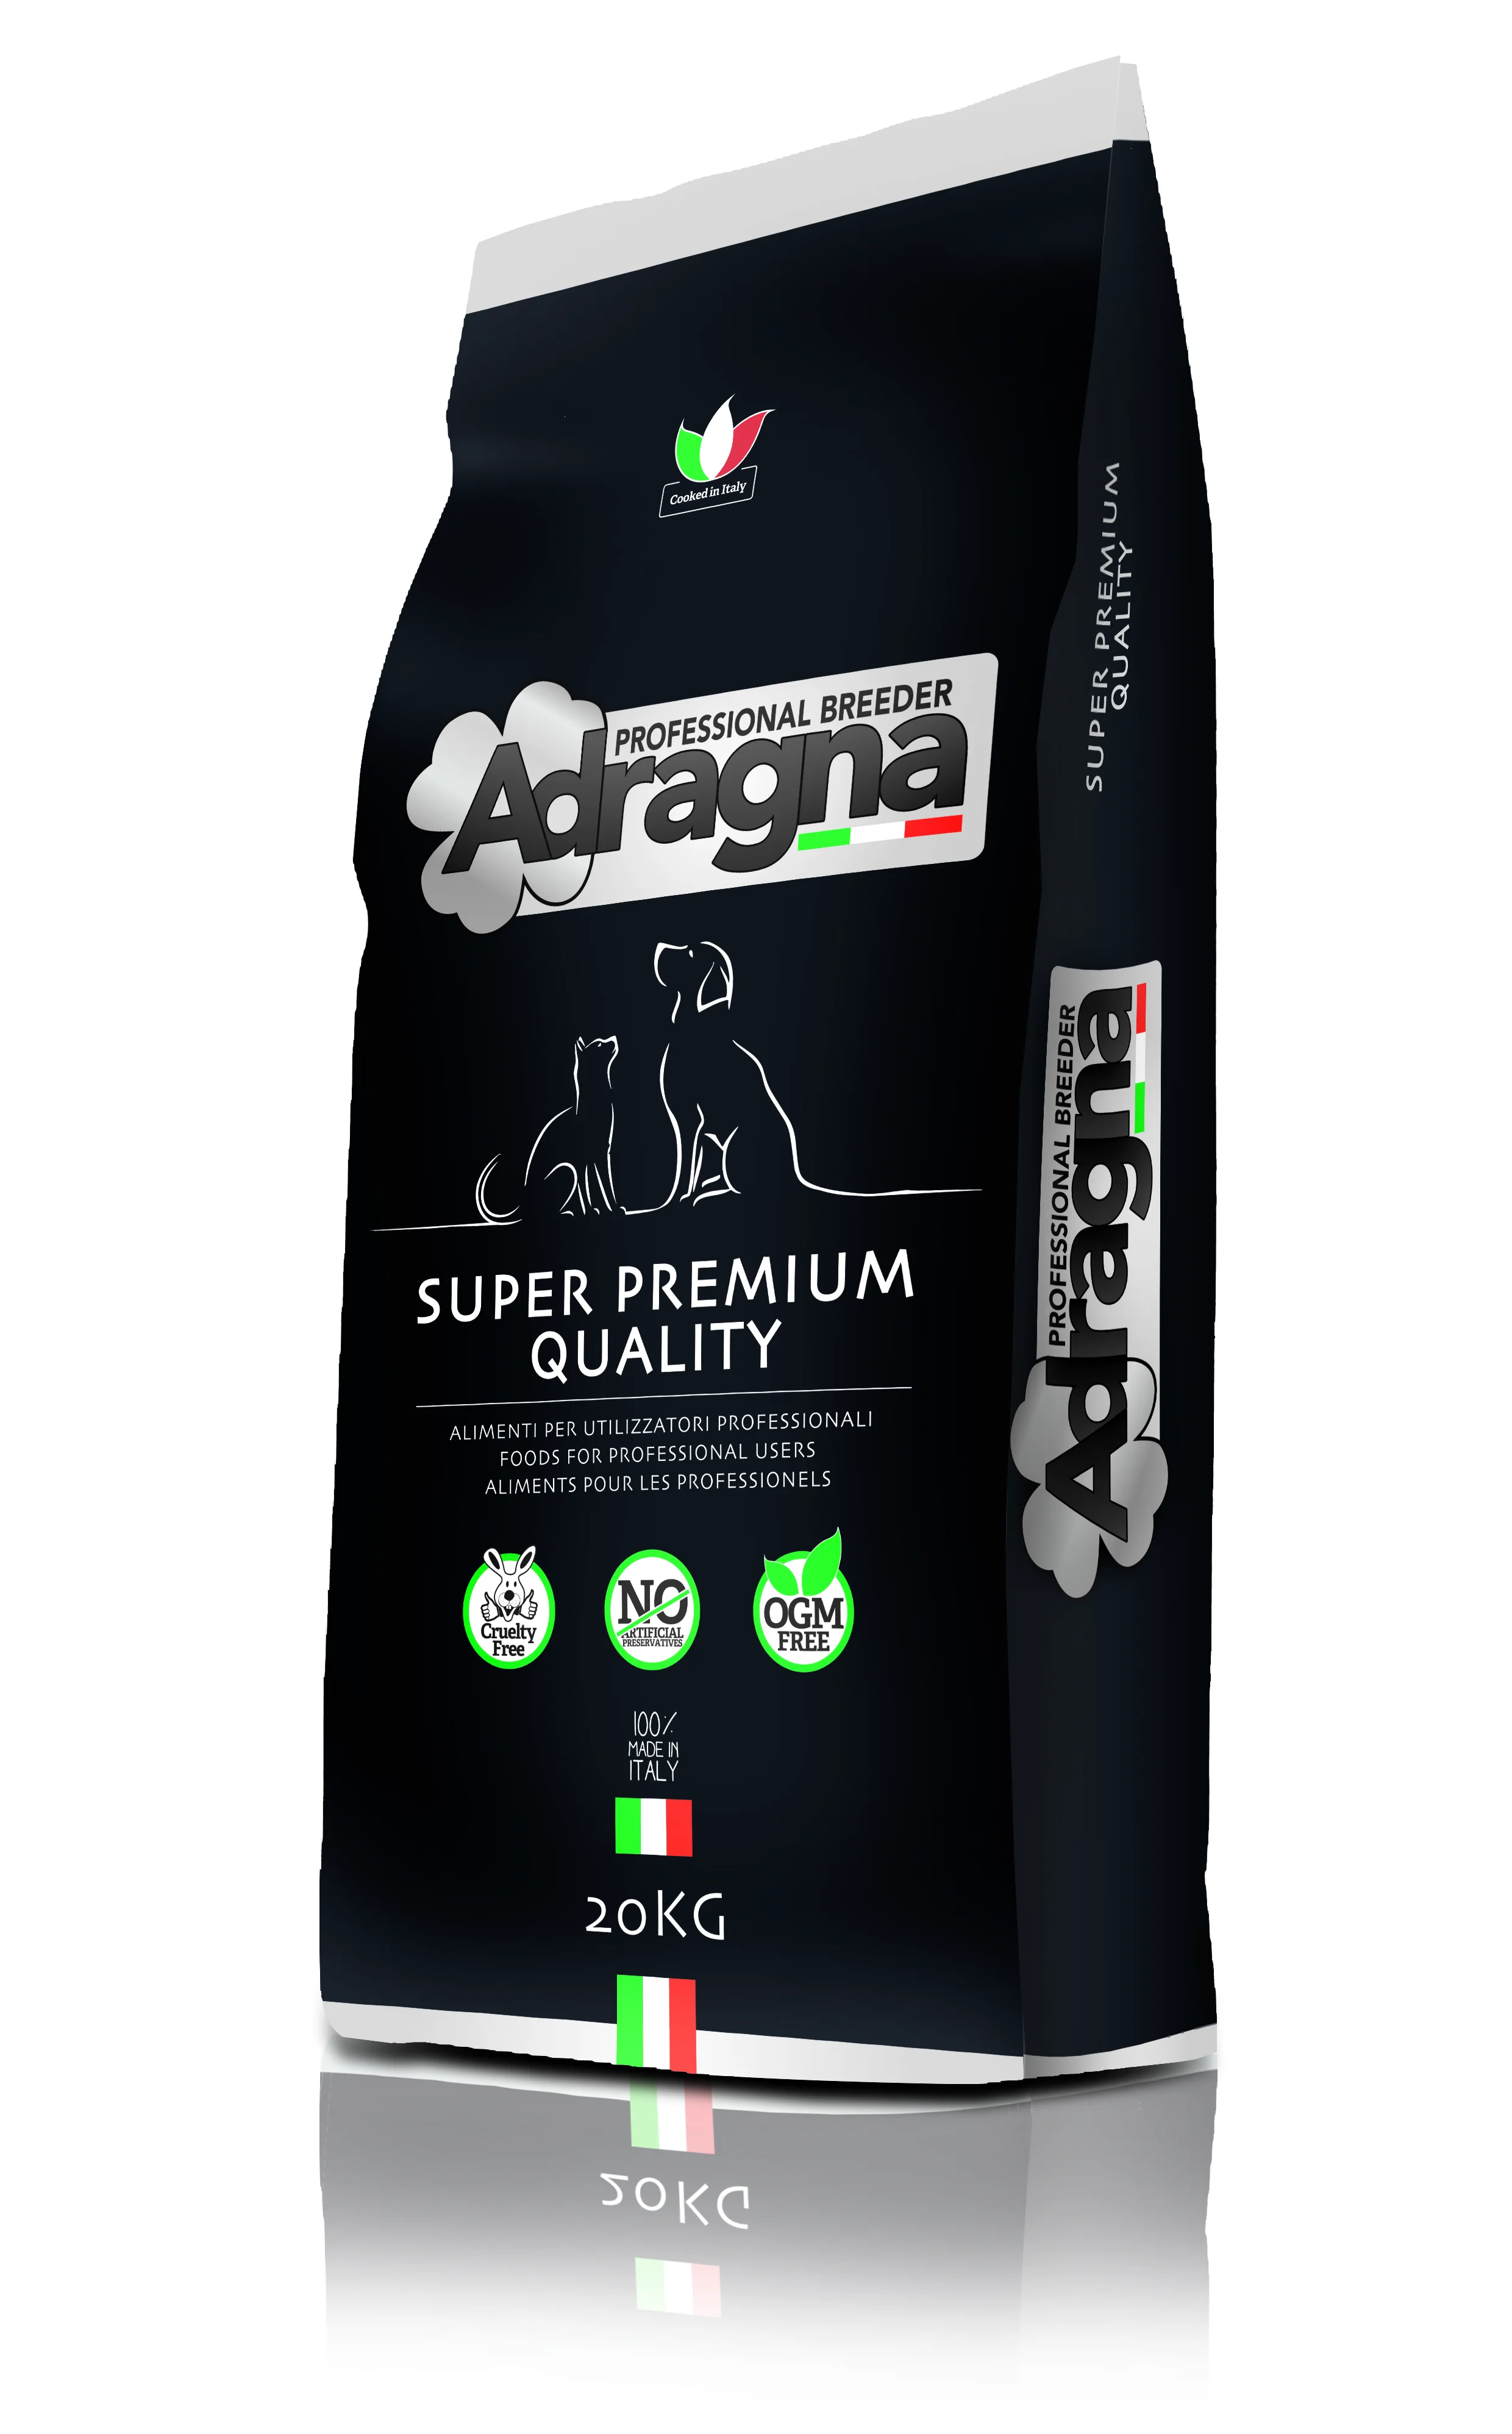 Cooked in Italy
PROFESSIONAL BREEDER
Adragna
SUPER PREMIUM
QUALITY
ALIMENTI PER UTILIZZATORI PROFESSIONALI
FOODS FOR PROFESSIONAL USERS
ALIMENTS POUR LES PROFESSIONELS
Cruelty
Free
NO
ARTIFICIAL
PRESERVATIVES
OGM
FREE
100%
MADE IN
ITALY
20KG
SUPER PREMIUM
QUALITY
PROFESSIONAL BREEDER
Adragna
20KG